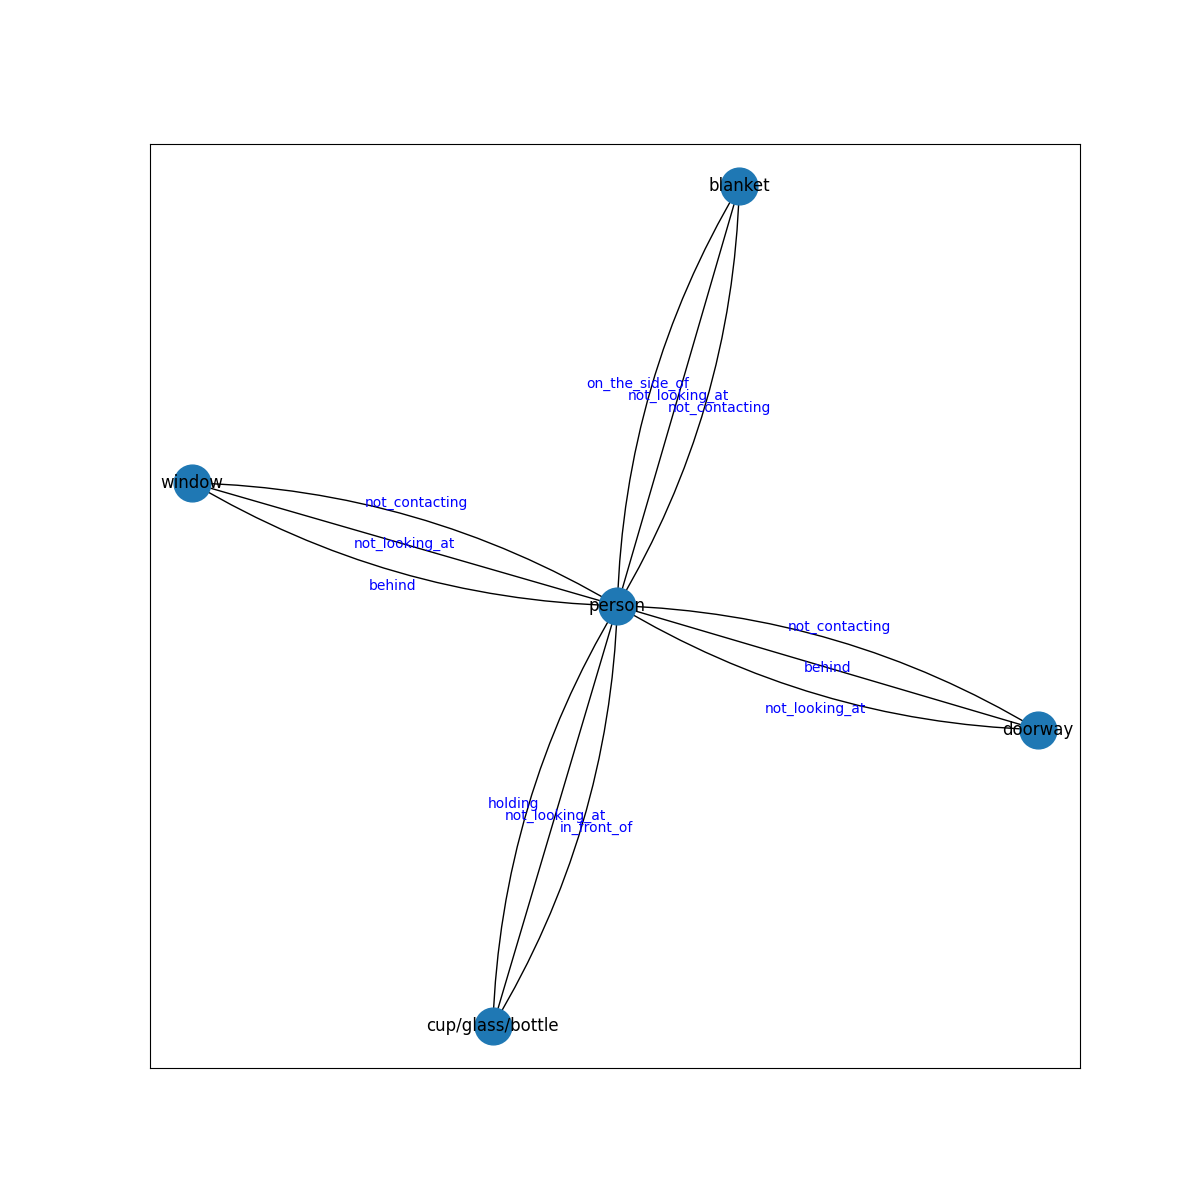 blanket
on_the_side_of
not_looking_at
not_contacting
window
not_contacting
not_looking_at
behind
person
not_contacting
behind
not_looking_at
doorway
holding
not_looking_at
in_front_of
cup/glass/bottle